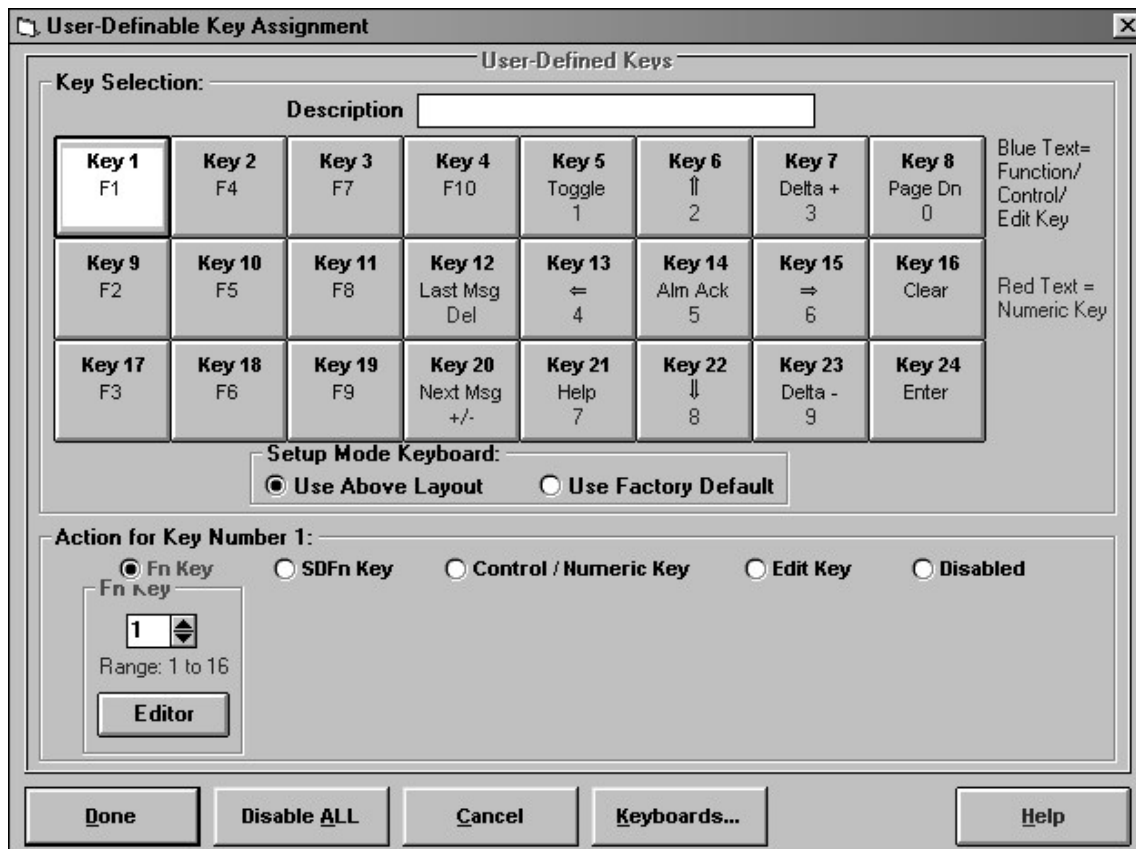 User-Definable Key Assignment
User-Defined Keys
Key Selection:
Description
Key 1 Key 2 Key 3 Key 4 Key 5 Key 6 Key 7 Key 8
F1 F4 F7 F10 Toggle ⇑ Delta + Page Dn
1 2 3 0
Blue Text=
Function/
Control/
Edit Key
Key 9 Key 10 Key 11 Key 12 Key 13 Key 14 Key 15 Key 16
F2 F5 F8 Last Msg ⇐ Alm Ack ⇒ Clear
Del 4 5 6
Red Text =
Numeric Key
Key 17 Key 18 Key 19 Key 20 Key 21 Key 22 Key 23 Key 24
F3 F6 F9 Next Msg Help ⇓ Delta - Enter
+/- 7 8 9
Setup Mode Keyboard:
Use Above Layout Use Factory Default
Action for Key Number 1:
Fn Key SDFn Key Control / Numeric Key Edit Key Disabled
Fn Key
1
Range: 1 to 16
Editor
Done Disable ALL Cancel Keyboards... Help